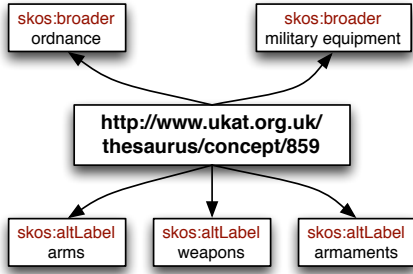 skos:broader
ordnance
skos:broader
military equipment
http://www.ukat.org.uk/
thesaurus/concept/859
skos:altLabel
arms
skos:altLabel
weapons
skos:altLabel
armaments